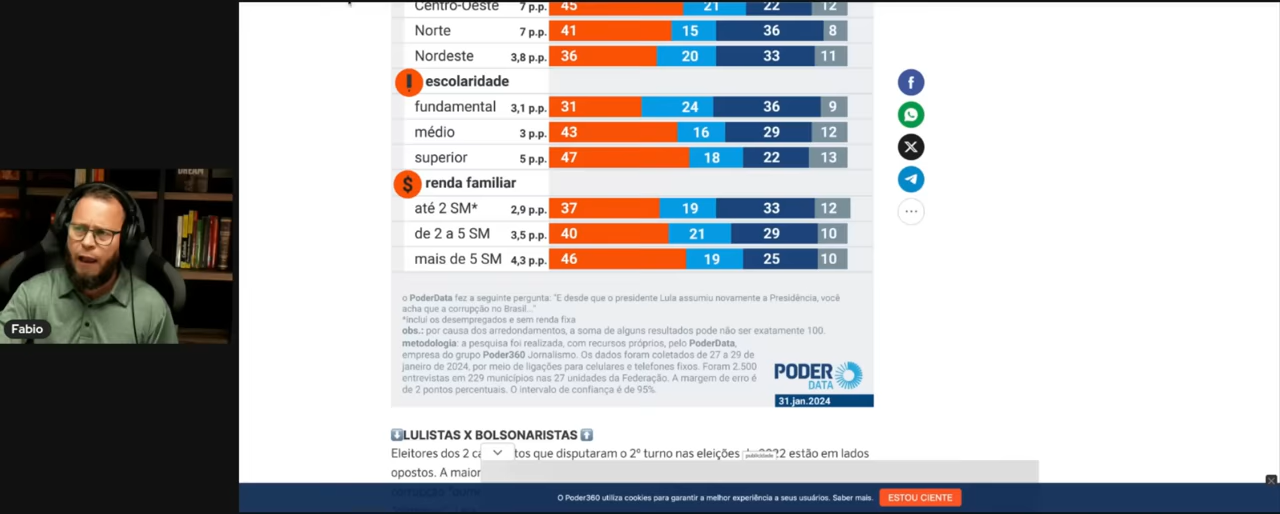 Centro-Oeste 7 p.p. 45 21 22 12
Norte 7 p.p. 41 15 36 8
Nordeste 3,8 p.p. 36 20 33 11
escolaridade
fundamental 3,1 p.p. 31 24 36 9
médio 3 p.p. 43 16 29 12
superior 5 p.p. 47 18 22 13
$ renda familiar
até 2 SM* 2,9 p.p. 37 19 33 12
de 2 a 5 SM 3,5 p.p. 40 21 29 10
mais de 5 SM 4,3 p.p. 46 19 25 10
DREAM
Fabio
o PoderData fez a seguinte pergunta: "E desde que o presidente Lula assumiu novamente a Presidência, você
acha que a corrupção no Brasil..."
*inclui os desempregados e sem renda fixa
obs.: por causa dos arredondamentos, a soma de alguns resultados pode não ser exatamente 100.
metodologia: a pesquisa foi realizada, com recursos próprios, pelo PoderData,
empresa do grupo Poder360 Jornalismo. Os dados foram coletados de 27 a 29 de
janeiro de 2024, por meio de ligações para celulares e telefones fixos. Foram 2.500
entrevistas em 229 municípios nas 27 unidades da Federação. A margem de erro é
de 2 pontos percentuais. O intervalo de confiança é de 95%.
PODER
DATA
31.jan.2024
LULISTAS X BOLSONARISTAS
Eleitores dos 2 ca tos que disputaram o 2º turno nas eleições 2022 estão em lados
publicidade
opostos. A maior
O Poder360 utiliza cookies para garantir a melhor experiência a seus usuários. Saber mais.
ESTOU CIENTE